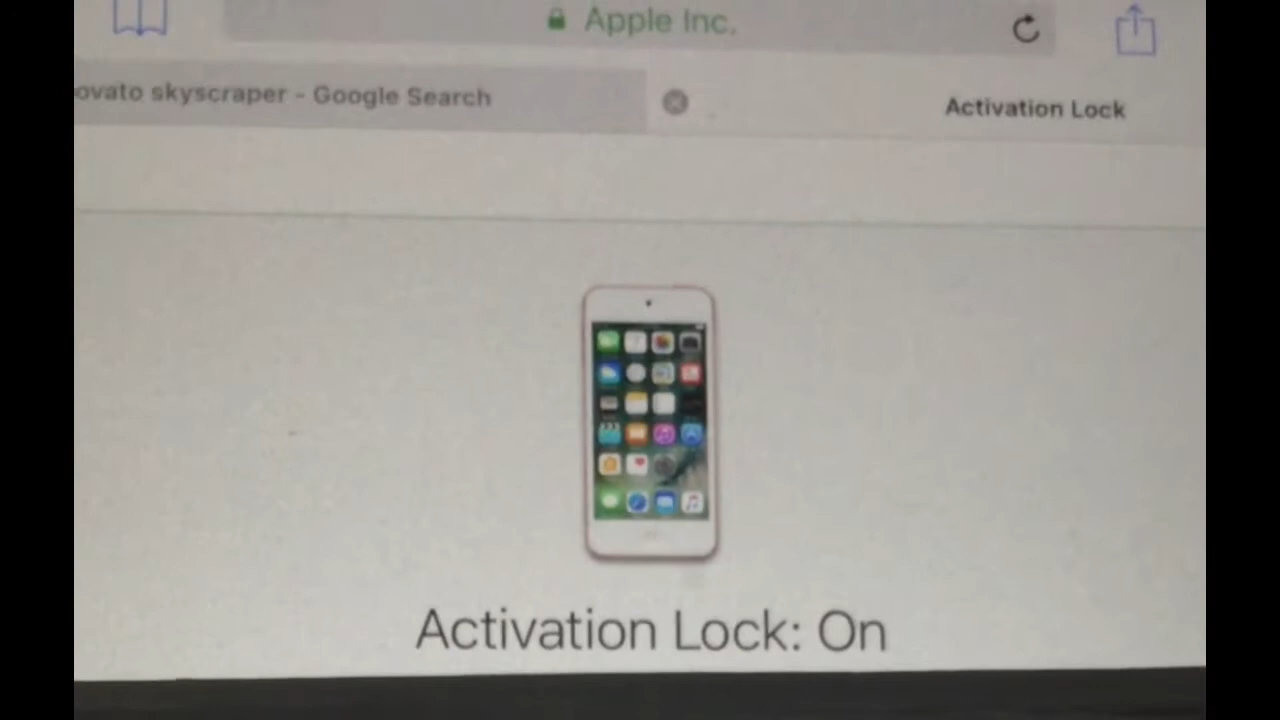 Apple Inc.
ovato skyscraper - Google Search
Activation Lock
Activation Lock: On